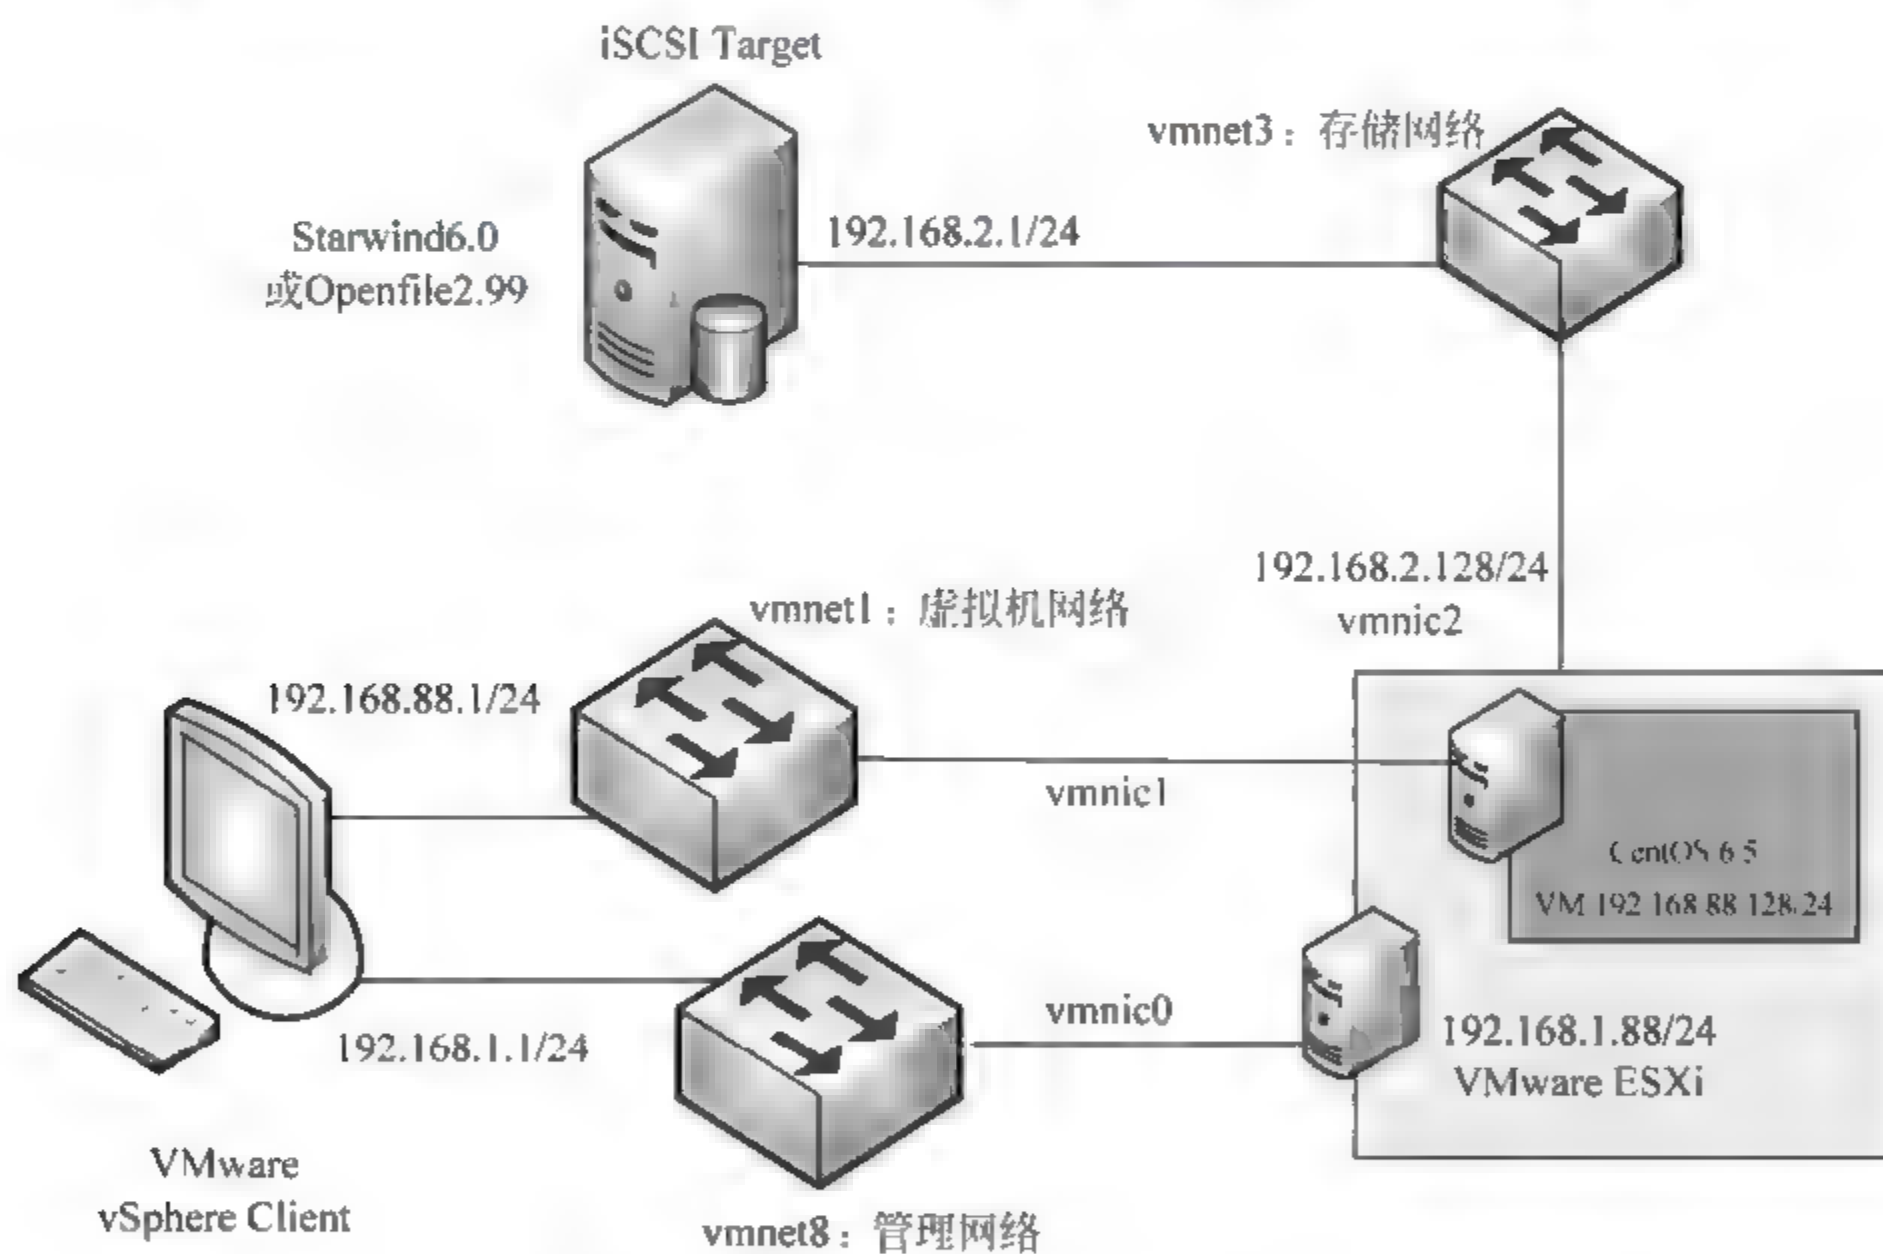 iSCSI Target
vmnet3：存储网络
Starwind6.0
或Openfile2.99
192.168.2.1/24
192.168.2.128/24
vmnic2
vmnet1：虚拟机网络
192.168.88.1/24
vmnic1
CentOS 6.5
VM 192.168.88.128/24
vmnic0
192.168.1.88/24
VMware ESXi
192.168.1.1/24
VMware
vSphere Client
vmnet8：管理网络